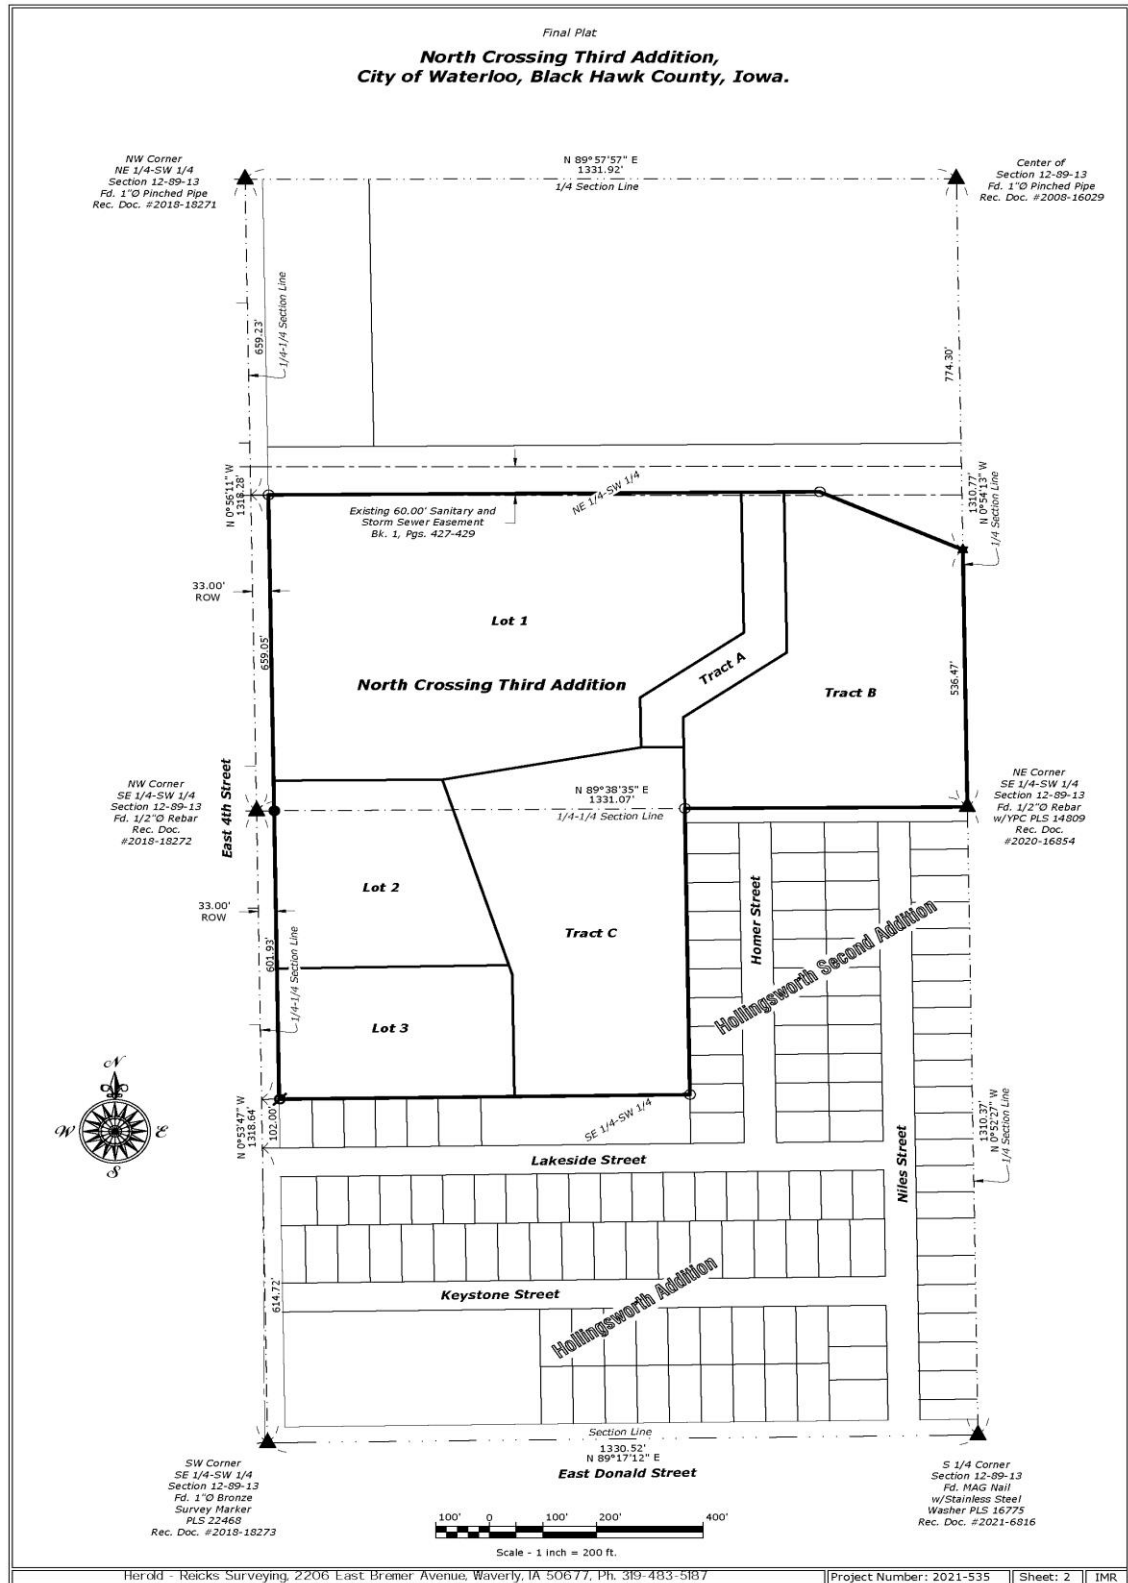 Final Plat
North Crossing Third Addition,
City of Waterloo, Black Hawk County, Iowa.
NW Corner
NE 1/4-SW 1/4
Section 12-89-13
Fd. 1"Ø Pinched Pipe
Rec. Doc. #2018-18271
N 89°57'57" E
1331.92'
1/4 Section Line
Center of
Section 12-89-13
Fd. 1"Ø Pinched Pipe
Rec. Doc. #2008-16029
659.23'
1/4-1/4 Section Line
774.30'
N 0°56'11" W
1318.28'
NE 1/4-SW 1/4
1310.77'
N 0°54'13" W
1/4 Section Line
Existing 60.00' Sanitary and
Storm Sewer Easement
Bk. 1, Pgs. 427-429
33.00'
ROW
659.05'
Lot 1
Tract A
North Crossing Third Addition
Tract B
536.47'
East 4th Street
NW Corner
SE 1/4-SW 1/4
Section 12-89-13
Fd. 1/2"Ø Rebar
Rec. Doc.
#2018-18272
N 89°38'35" E
1331.07'
1/4-1/4 Section Line
NE Corner
SE 1/4-SW 1/4
Section 12-89-13
Fd. 1/2"Ø Rebar
w/YPC PLS 14809
Rec. Doc.
#2020-16854
Lot 2
33.00'
ROW
601.93'
1/4-1/4 Section Line
Tract C
Homer Street
Hollingsworth Second Addition
Lot 3
N
W
E
S
N 0°53'47" W
1318.64'
102.00'
SE 1/4-SW 1/4
Lakeside Street
Niles Street
1310.37'
N 0°52'27" W
1/4 Section Line
614.72'
Keystone Street
Hollingsworth Addition
Section Line
1330.52'
N 89°17'12" E
East Donald Street
SW Corner
SE 1/4-SW 1/4
Section 12-89-13
Fd. 1"Ø Bronze
Survey Marker
PLS 22468
Rec. Doc. #2018-18273
S 1/4 Corner
Section 12-89-13
Fd. MAG Nail
w/Stainless Steel
Washer PLS 16775
Rec. Doc. #2021-6816
100' 0 100' 200' 400'
Scale - 1 inch = 200 ft.
Herold - Reicks Surveying, 2206 East Bremer Avenue, Waverly, IA 50677, Ph. 319-483-5187
Project Number: 2021-535
Sheet: 2
IMR